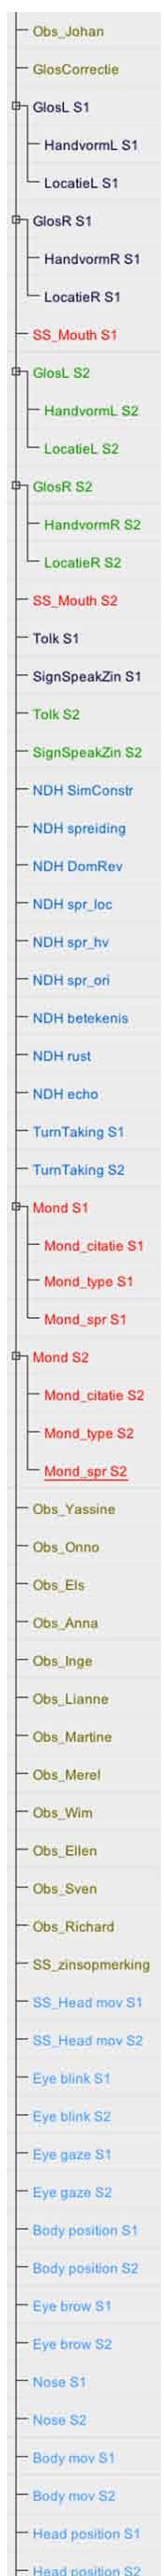 Obs_Johan
GlosCorrectie
GlosL S1
HandvormL S1
LocatieL S1
GlosR S1
HandvormR S1
LocatieR S1
SS_Mouth S1
GlosL S2
HandvormL S2
LocatieL S2
GlosR S2
HandvormR S2
LocatieR S2
SS_Mouth S2
Tolk S1
SignSpeakZin S1
Tolk S2
SignSpeakZin S2
NDH SimConstr
NDH spreiding
NDH DomRev
NDH spr_loc
NDH spr_hv
NDH spr_ori
NDH betekenis
NDH rust
NDH echo
TurnTaking S1
TurnTaking S2
Mond S1
Mond_citatie S1
Mond_type S1
Mond_spr S1
Mond S2
Mond_citatie S2
Mond_type S2
Mond_spr S2
Obs_Yassine
Obs_Onno
Obs_Els
Obs_Anna
Obs_Inge
Obs_Lianne
Obs_Martine
Obs_Merel
Obs_Wim
Obs_Ellen
Obs_Sven
Obs_Richard
SS_zinsopmerking
SS_Head mov S1
SS_Head mov S2
Eye blink S1
Eye blink S2
Eye gaze S1
Eye gaze S2
Body position S1
Body position S2
Eye brow S1
Eye brow S2
Nose S1
Nose S2
Body mov S1
Body mov S2
Head position S1
Head position S2